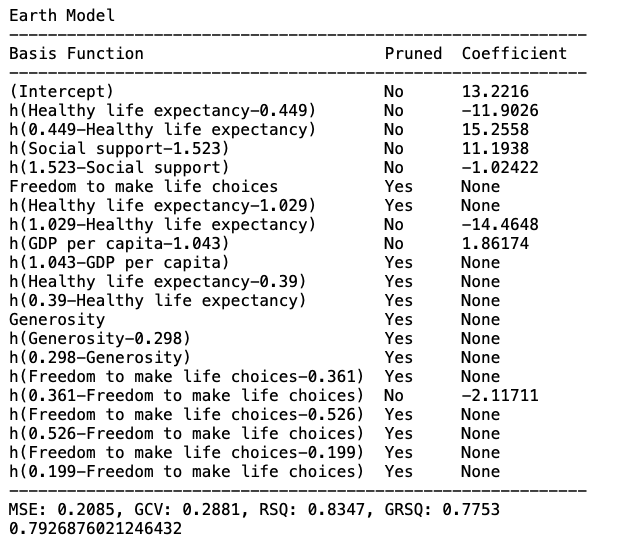 Earth Model
------------------------------------------------------------
Basis Function Pruned Coefficient
------------------------------------------------------------
(Intercept) No 13.2216
h(Healthy life expectancy-0.449) No -11.9026
h(0.449-Healthy life expectancy) No 15.2558
h(Social support-1.523) No 11.1938
h(1.523-Social support) No -1.02422
Freedom to make life choices Yes None
h(Healthy life expectancy-1.029) Yes None
h(1.029-Healthy life expectancy) No -14.4648
h(GDP per capita-1.043) No 1.86174
h(1.043-GDP per capita) Yes None
h(Healthy life expectancy-0.39) Yes None
h(0.39-Healthy life expectancy) Yes None
Generosity Yes None
h(Generosity-0.298) Yes None
h(0.298-Generosity) Yes None
h(Freedom to make life choices-0.361) Yes None
h(0.361-Freedom to make life choices) No -2.11711
h(Freedom to make life choices-0.526) Yes None
h(0.526-Freedom to make life choices) Yes None
h(Freedom to make life choices-0.199) Yes None
h(0.199-Freedom to make life choices) Yes None
------------------------------------------------------------
MSE: 0.2085, GCV: 0.2881, RSQ: 0.8347, GRSQ: 0.7753
0.7926876021246432